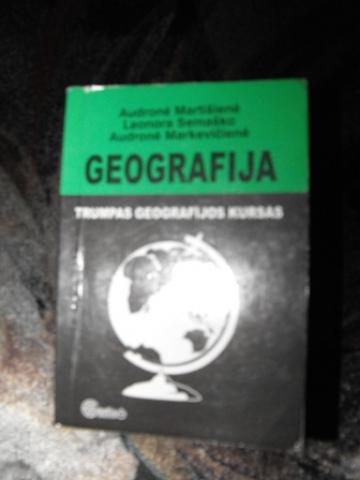 Audronė Martišienė
Leonora Semaško
Audronė Markevičienė
GEOGRAFIJA
TRUMPAS GEOGRAFIJOS KURSAS